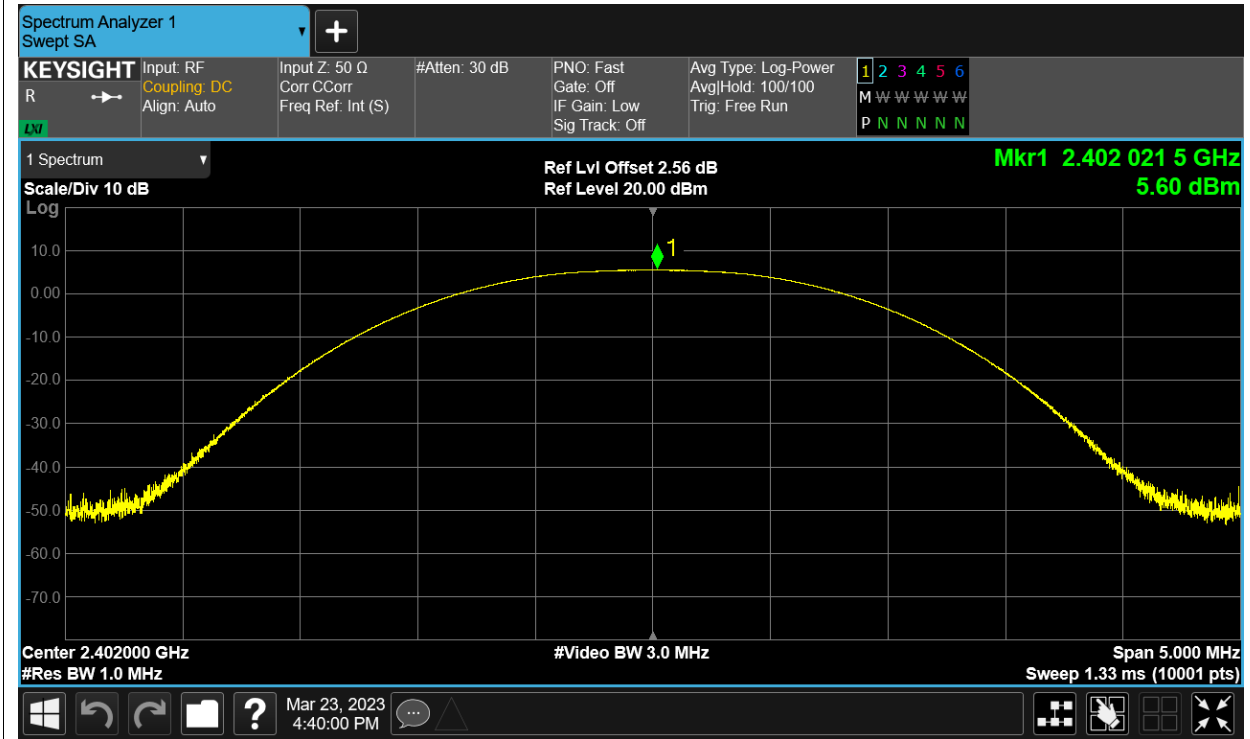 Spectrum Analyzer 1
Swept SA
KEYSIGHT
R
LXI
Input: RF
Coupling: DC
Align: Auto
Input Z: 50 Ω
Corr CCorr
Freq Ref: Int (S)
#Atten: 30 dB
PNO: Fast
Gate: Off
IF Gain: Low
Sig Track: Off
Avg Type: Log-Power
Avg|Hold: 100/100
Trig: Free Run
1 2 3 4 5 6
M W W W W W W
P N N N N N N
1 Spectrum
Scale/Div 10 dB
Log
Ref Lvl Offset 2.56 dB
Ref Level 20.00 dBm
Mkr1 2.402 021 5 GHz
5.60 dBm
1
10.0
0.00
-10.0
-20.0
-30.0
-40.0
-50.0
-60.0
-70.0
Center 2.402000 GHz
#Video BW 3.0 MHz
Span 5.000 MHz
#Res BW 1.0 MHz
Sweep 1.33 ms (10001 pts)
?
Mar 23, 2023
4:40:00 PM